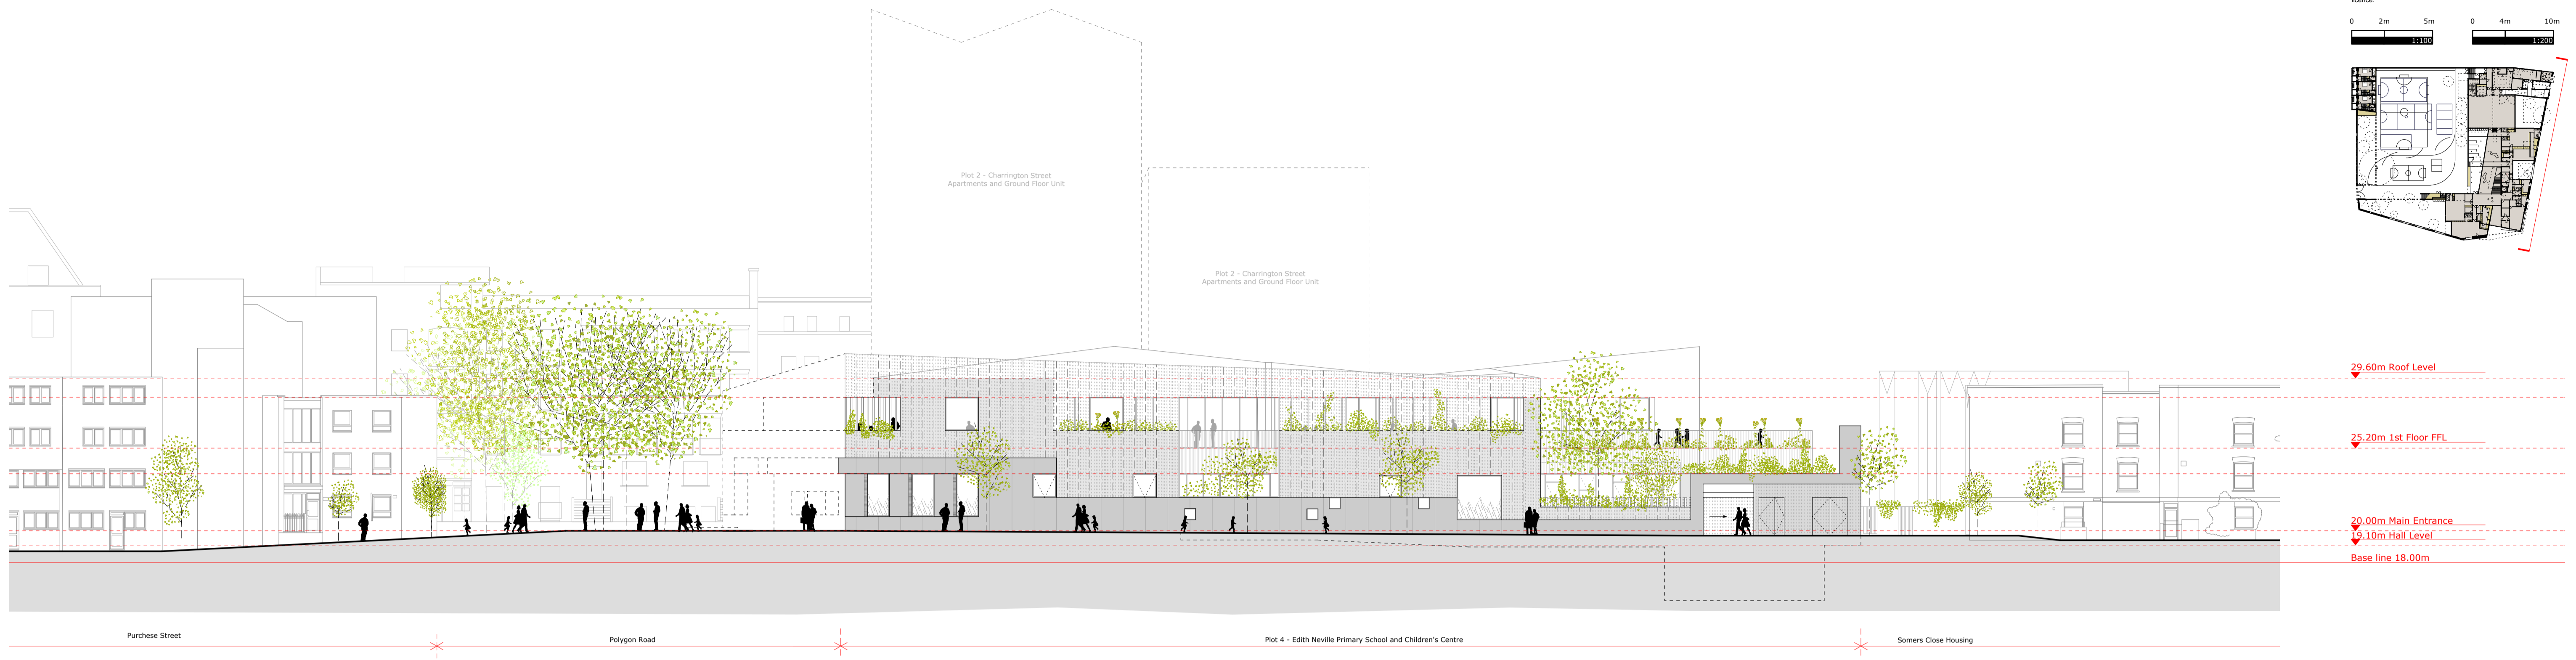 licence.
0 2m 5m
1:100
0 4m 10m
1:200
Plot 2 - Charrington Street
Apartments and Ground Floor Unit
Plot 2 - Charrington Street
Apartments and Ground Floor Unit
29.60m Roof Level
25.20m 1st Floor FFL
20.00m Main Entrance
19.10m Hall Level
Base line 18.00m
Purchese Street
Polygon Road
Plot 4 - Edith Neville Primary School and Children's Centre
Somers Close Housing